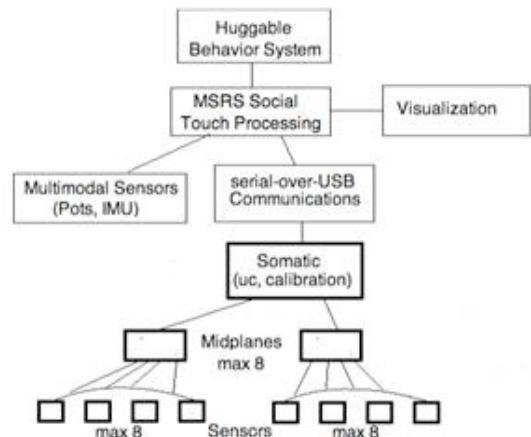 Huggable
Behavior System
MSRS Social
Touch Processing
Visualization
Multimodal Sensors
(Pots, IMU)
serial-over-USB
Communications
Somatic
(uc, calibration)
Midplanes
max 8
max 8
Sensors
max 8